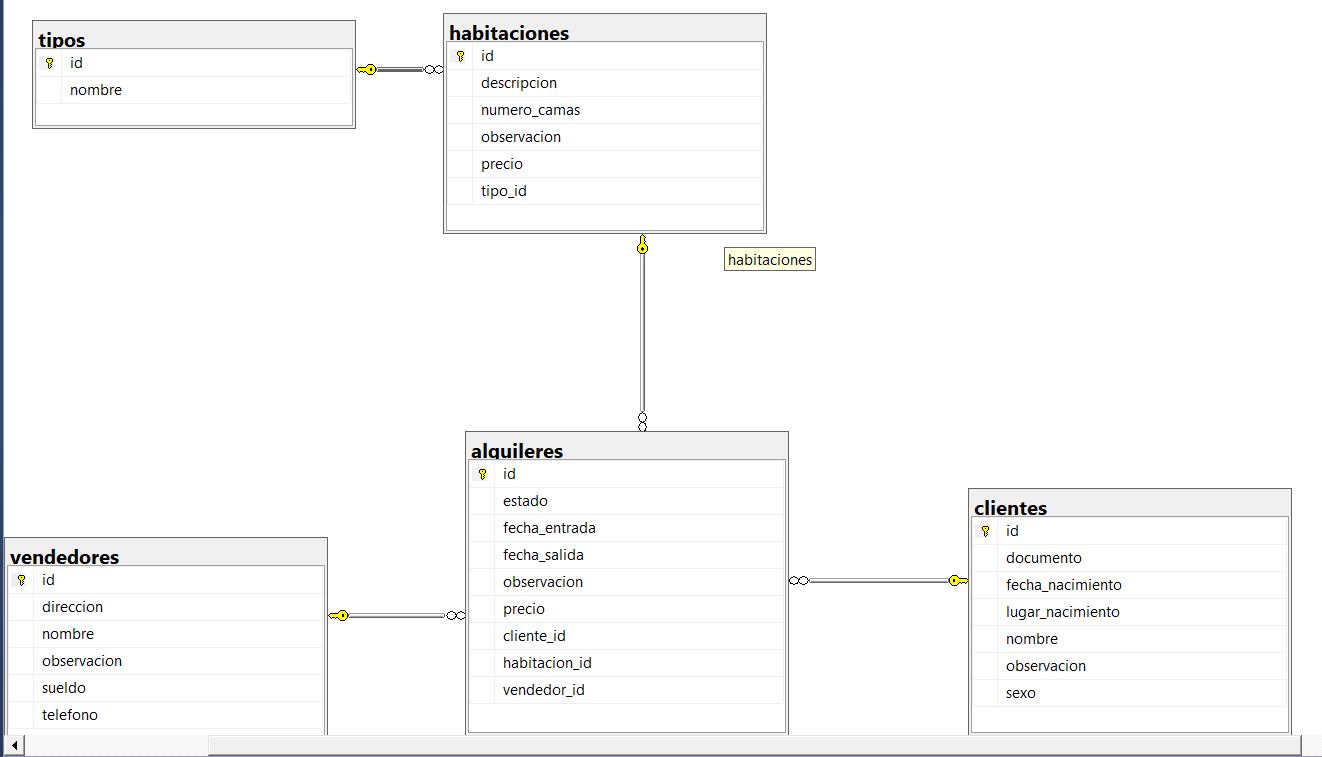 tipos
id
nombre
habitaciones
id
descripcion
numero_camas
observacion
precio
tipo_id
habitaciones
alquileres
id
estado
fecha_entrada
fecha_salida
observacion
precio
cliente_id
habitacion_id
vendedor_id
clientes
id
documento
fecha_nacimiento
lugar_nacimiento
nombre
observacion
sexo
vendedores
id
direccion
nombre
observacion
sueldo
telefono